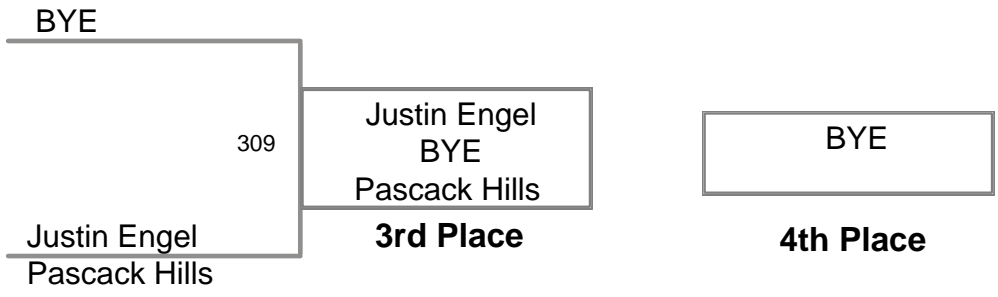 BYE
309
Justin Engel
Pascack Hills
Justin Engel
BYE
Pascack Hills
3rd Place
BYE
4th Place